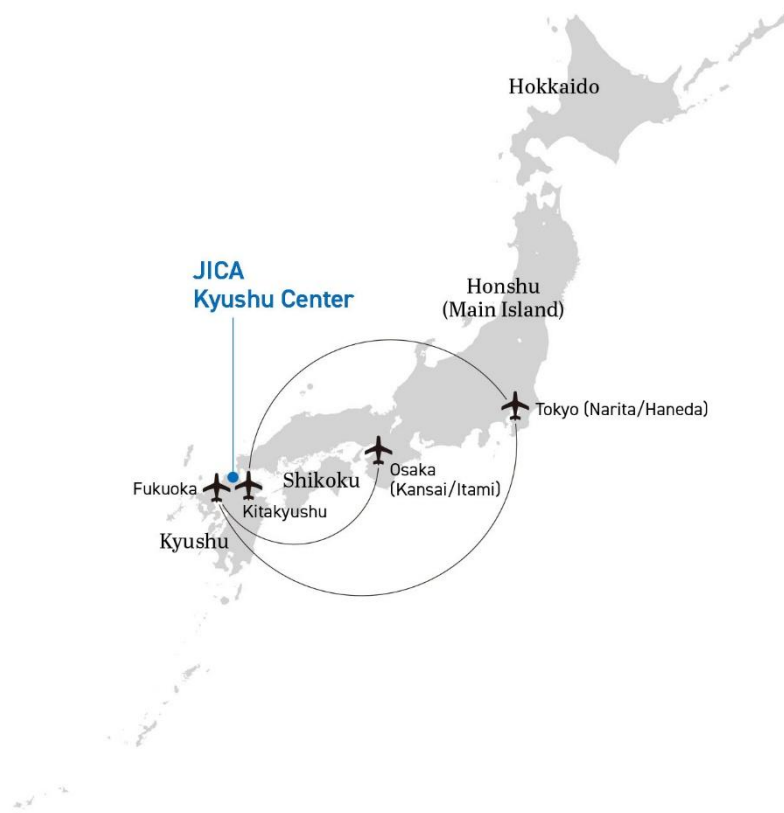 Hokkaido
JICA
Kyushu Center
Honshu
(Main Island)
Tokyo (Narita/Haneda)
Osaka
(Kansai/Itami)
Shikoku
Fukuoka
Kitakyushu
Kyushu